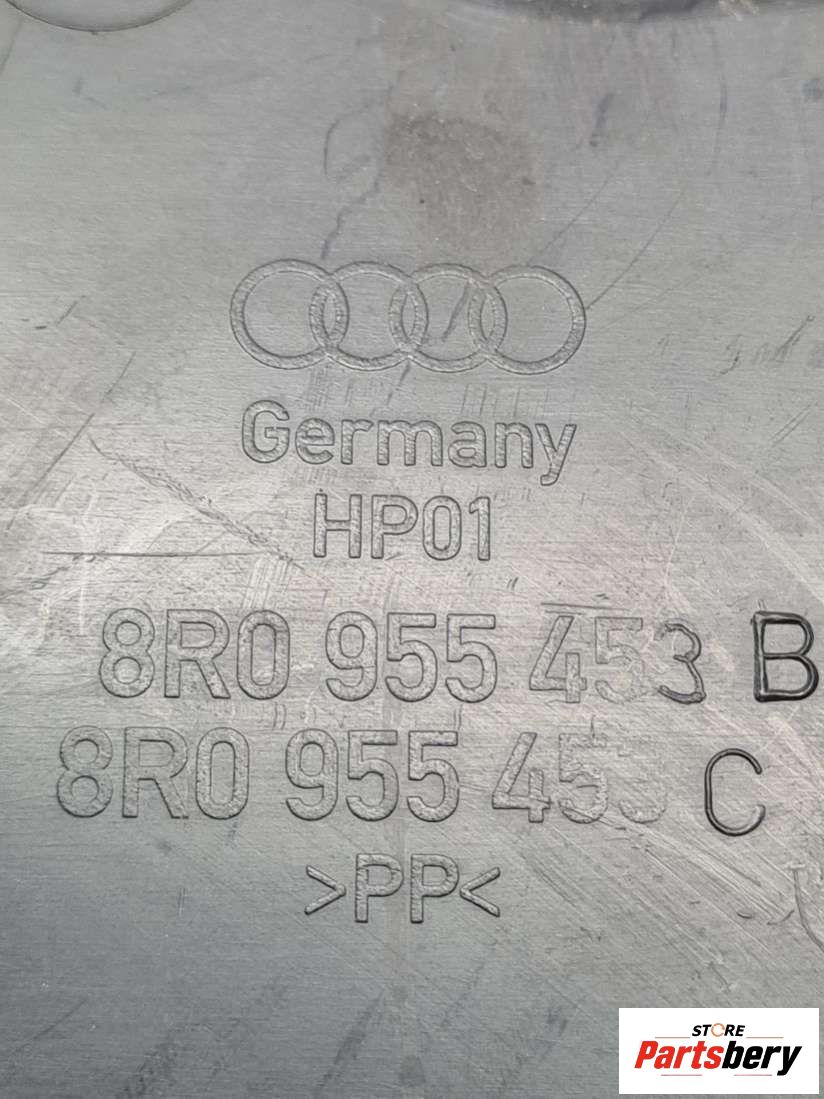 Germany
HP01
8R0 955 453 B
8R0 955 453 C
>PP<
STORE
Partsbery